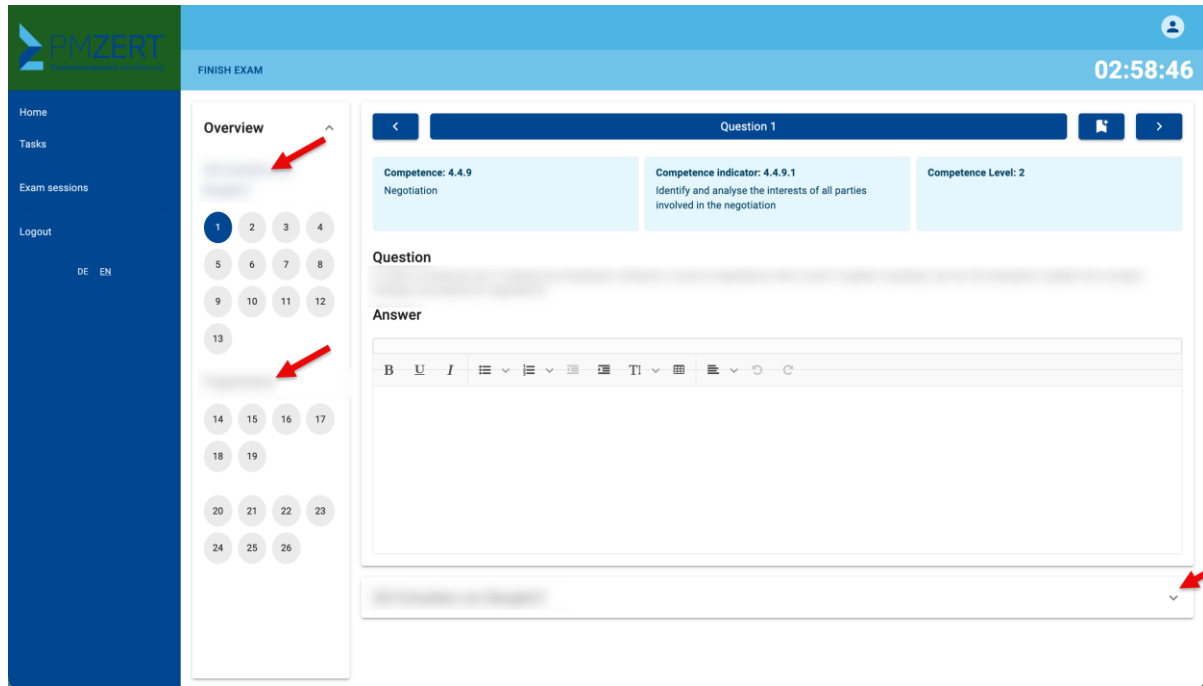 PMZERT
FINISH EXAM
02:58:46
Home
Tasks
Exam sessions
Logout
DE EN
Overview
1 2 3 4
5 6 7 8
9 10 11 12
13
14 15 16 17
18 19
20 21 22 23
24 25 26
Question 1
Competence: 4.4.9
Negotiation
Competence indicator: 4.4.9.1
Identify and analyse the interests of all parties
involved in the negotiation
Competence Level: 2
Question
Answer
B U I T